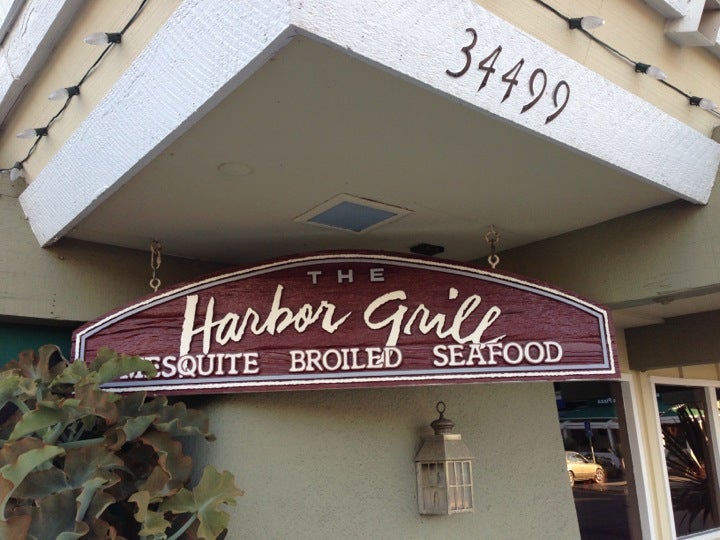 34499
THE
Harbor Grill
MESQUITE BROILED SEAFOOD